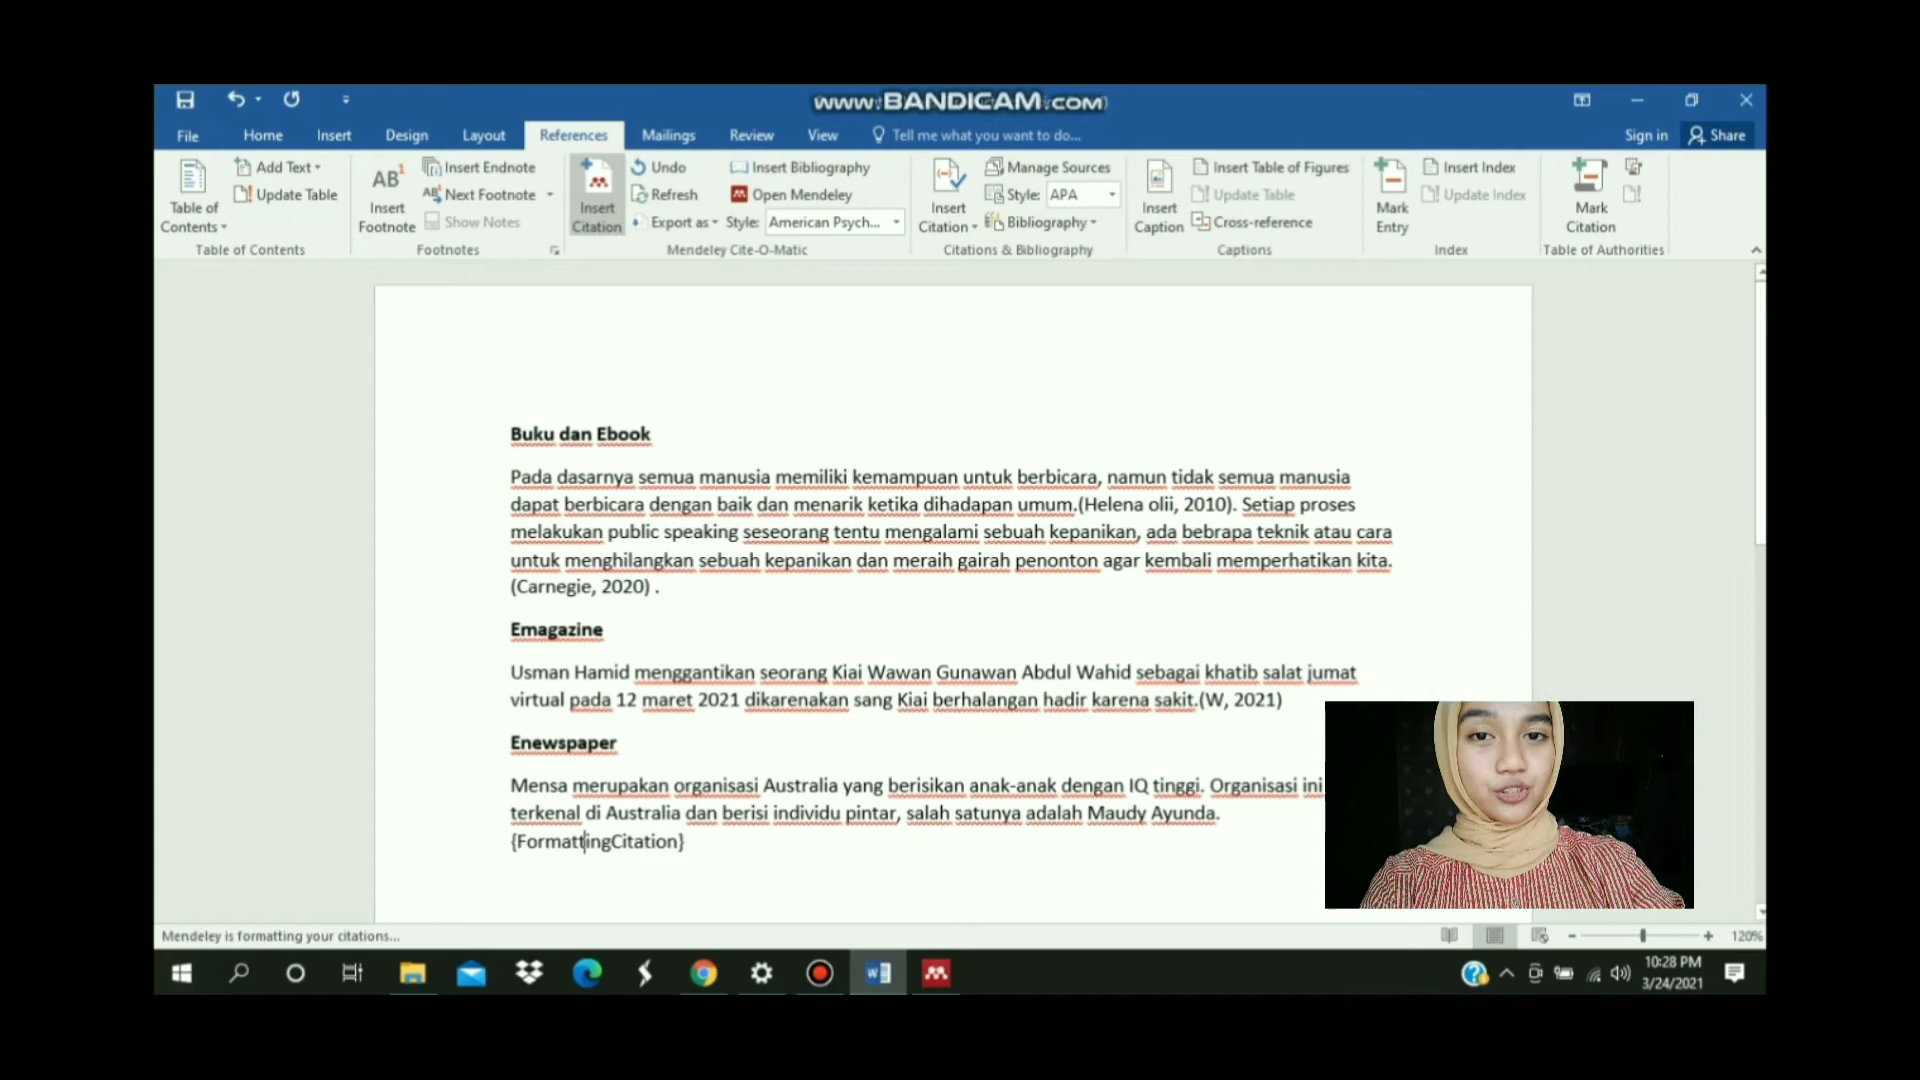 www.BANDICAM.com
File Home Insert Design Layout References Mailings Review View Tell me what you want to do... Sign in Share
Table of Contents
Add Text
Update Table
Table of Contents
AB1
Insert Footnote
Insert Endnote
Next Footnote
Show Notes
Footnotes
Insert Citation
Undo
Refresh
Export as
Insert Bibliography
Open Mendeley
Style: American Psych...
Mendeley Cite-O-Matic
Insert Citation
Manage Sources
Style: APA
Bibliography
Citations & Bibliography
Insert Caption
Insert Table of Figures
Update Table
Cross-reference
Captions
Mark Entry
Insert Index
Update Index
Index
Mark Citation
Table of Authorities
Buku dan Ebook
Pada dasarnya semua manusia memiliki kemampuan untuk berbicara, namun tidak semua manusia
dapat berbicara dengan baik dan menarik ketika dihadapan umum.(Helena olii, 2010). Setiap proses
melakukan public speaking seseorang tentu mengalami sebuah kepanikan, ada bebrapa teknik atau cara
untuk menghilangkan sebuah kepanikan dan meraih gairah penonton agar kembali memperhatikan kita.
(Carnegie, 2020) .
Emagazine
Usman Hamid menggantikan seorang Kiai Wawan Gunawan Abdul Wahid sebagai khatib salat jumat
virtual pada 12 maret 2021 dikarenakan sang Kiai berhalangan hadir karena sakit.(W, 2021)
Enewspaper
Mensa merupakan organisasi Australia yang berisikan anak-anak dengan IQ tinggi. Organisasi ini
terkenal di Australia dan berisi individu pintar, salah satunya adalah Maudy Ayunda.
{FormattingCitation}
Mendeley is formatting your citations...
120%
10:28 PM
3/24/2021